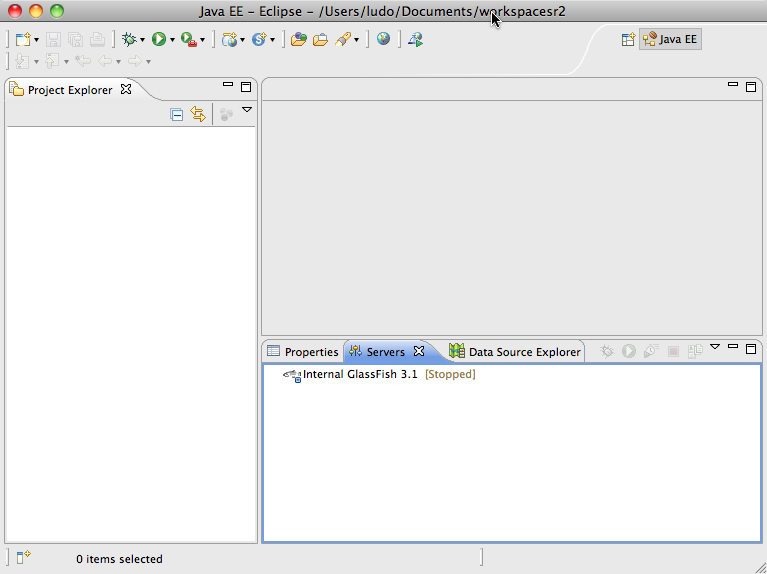 Java EE – Eclipse – /Users/ludo/Documents/workspacesr2
Java EE
Project Explorer
Properties Servers Data Source Explorer
Internal GlassFish 3.1 [Stopped]
0 items selected